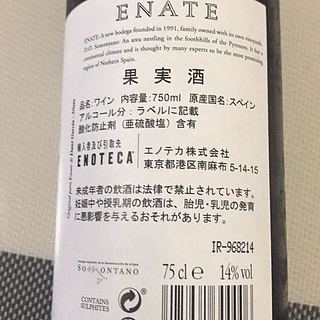 ENATE
ENATE: A new bodega founded in 1991, family owned with its own vineyards.
D.O. Somontano: An area nestling in the foothills of the Pyrenees. It has a
continental climate and is thought by many experts to be the most promising
region of Nothern Spain.
果実酒
品名:ワイン 内容量:750ml 原産国名:スペイン
アルコール分:ラベルに記載
酸化防止剤(亜硫酸塩)含有
輸入者及び引取先
ENOTECA
エノテカ株式会社
東京都港区南麻布 5-14-15
未成年者の飲酒は法律で禁止されています。
妊娠中や授乳期の飲酒は、胎児・乳児の発育
に悪影響を与えるおそれがあります。
IR-968214
SOMONTANO
75 cl e 14% vol
CONTAINS
SULPHITES